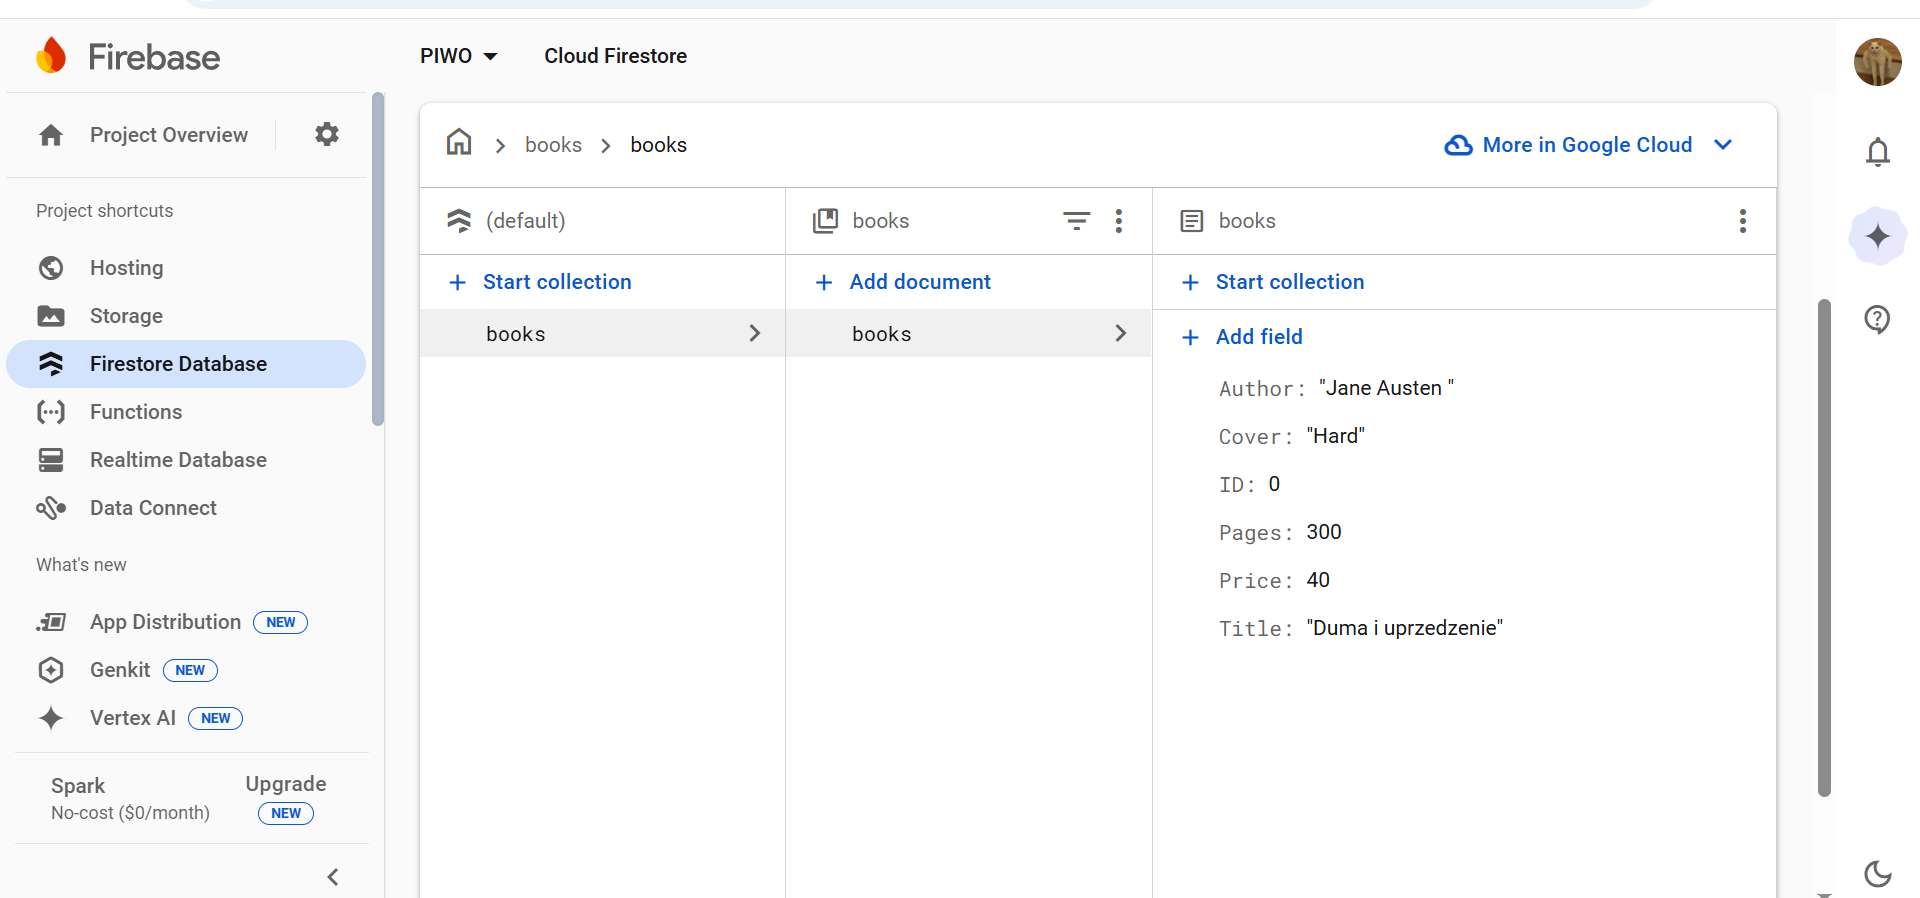 Firebase
PIWO
Cloud Firestore
Project Overview
Project shortcuts
Hosting
Storage
Firestore Database
Functions
Realtime Database
Data Connect
What's new
App Distribution NEW
Genkit NEW
Vertex AI NEW
Spark
No-cost ($0/month)
Upgrade
NEW
books
books
More in Google Cloud
(default)
Start collection
books
books
Add document
books
books
Start collection
Add field
Author: "Jane Austen "
Cover: "Hard"
ID: 0
Pages: 300
Price: 40
Title: "Duma i uprzedzenie"